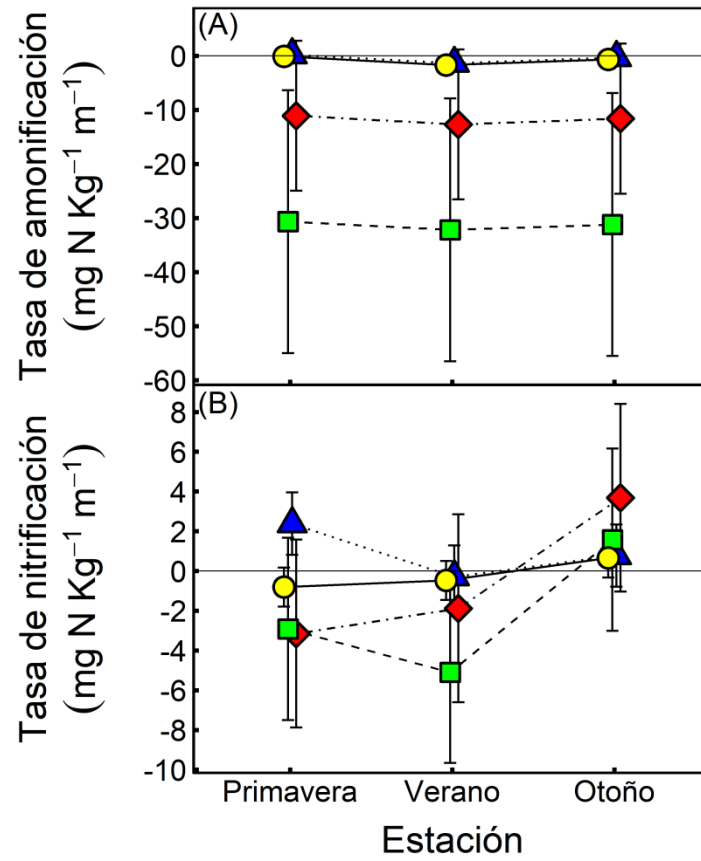 (A)
Tasa de amonificación
(mg N Kg⁻¹ m⁻¹)
0
-10
-20
-30
-40
-50
-60
(B)
Tasa de nitrificación
(mg N Kg⁻¹ m⁻¹)
8
6
4
2
0
-2
-4
-6
-8
-10
Primavera Verano Otoño
Estación